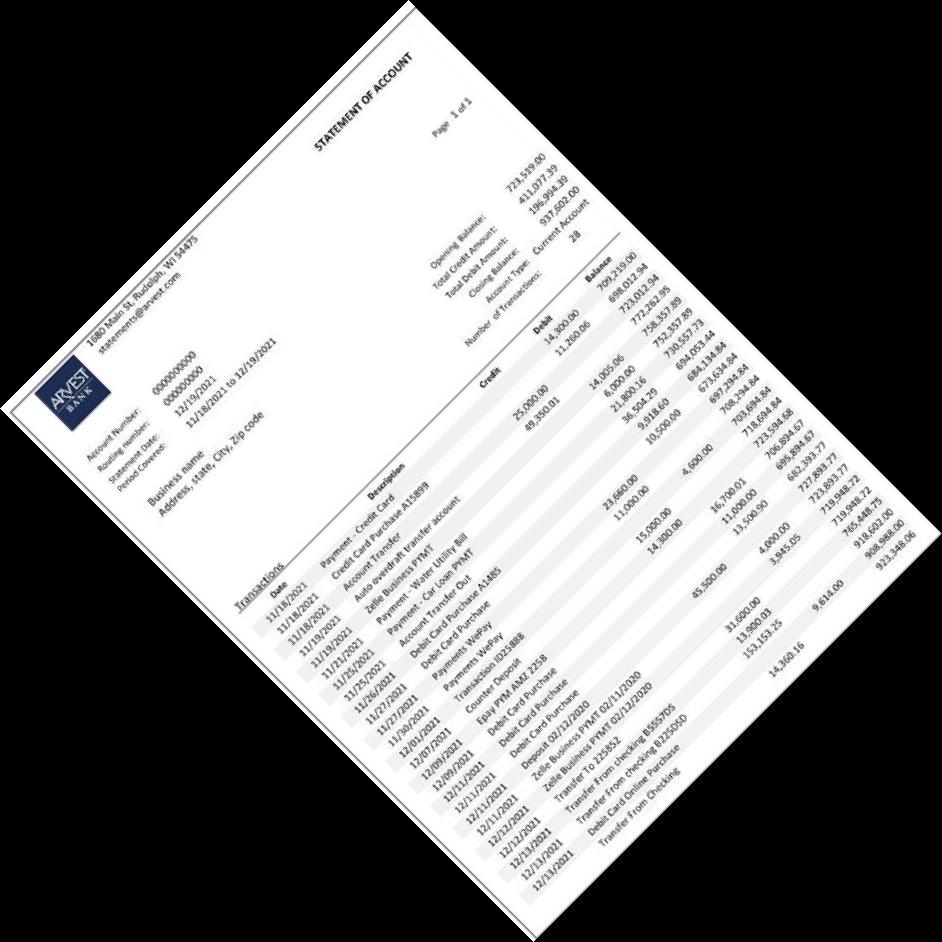 ARVEST
BANK
1680 Main St, Rudolph, WI 54475
statements@arvest.com
STATEMENT OF ACCOUNT
Page 1 of 1
Account Number: 0000000000
Routing number: 000000000
Statement Date: 12/19/2021
Period Covered: 11/18/2021 to 12/19/2021
Business name
Address, state, City, Zip code
Opening Balance: 723,519.00
Total Credit Amount: 411,077.39
Total Debit Amount: 196,994.39
Closing Balance: 937,602.00
Account Type: Current Account
Number of Transactions: 28
Transactions
Date Description Credit Debit Balance
11/18/2021
11/18/2021
11/18/2021
11/19/2021
11/19/2021
11/21/2021
11/25/2021
11/25/2021
11/26/2021
11/27/2021
11/27/2021
11/30/2021
12/01/2021
12/07/2021
12/09/2021
12/09/2021
12/11/2021
12/11/2021
12/11/2021
12/12/2021
12/12/2021
12/13/2021
12/13/2021
12/13/2021
Payment - Credit Card 14,300.00 709,219.00
Credit Card Purchase A15899 11,260.06 698,012.94
Account Transfer 25,000.00 723,012.94
Auto overdraft transfer account 49,350.01 772,262.95
Zelle Business PYMT 14,005.06 758,357.89
Payment - Water Utility Bill 6,000.00 752,357.89
Payment - Car Loan PYMT 21,800.16 730,557.73
Account Transfer Out 36,504.29 694,053.44
Debit Card Purchase A1485 9,918.60 684,134.84
Debit Card Purchase 10,500.00 673,634.84
Payments WePay 23,660.00 697,294.84
Payments WePay 11,000.00 708,294.84
Transaction ID25888 4,600.00 703,694.84
Counter Deposit 15,000.00 718,694.84
Epay PYM AMZ 2258 14,300.00 723,594.68
Debit Card Purchase 16,700.01 706,894.67
Debit Card Purchase 11,000.00 695,894.67
Debit Card Purchase 13,500.90 682,393.77
Deposit 02/12/2020 45,500.00 727,893.77
Zelle Business PYMT 02/11/2020 4,000.00 723,893.77
Zelle Business PYMT 02/12/2020 3,945.05 719,948.72
Transfer To 225852 31,600.00 719,948.72
Transfer From checking B5557DS 13,900.03 765,448.75
Transfer From checking B22505D 153,153.25 918,602.00
Debit Card Online Purchase 9,614.00 908,988.00
Transfer From Checking 14,360.16 923,348.06